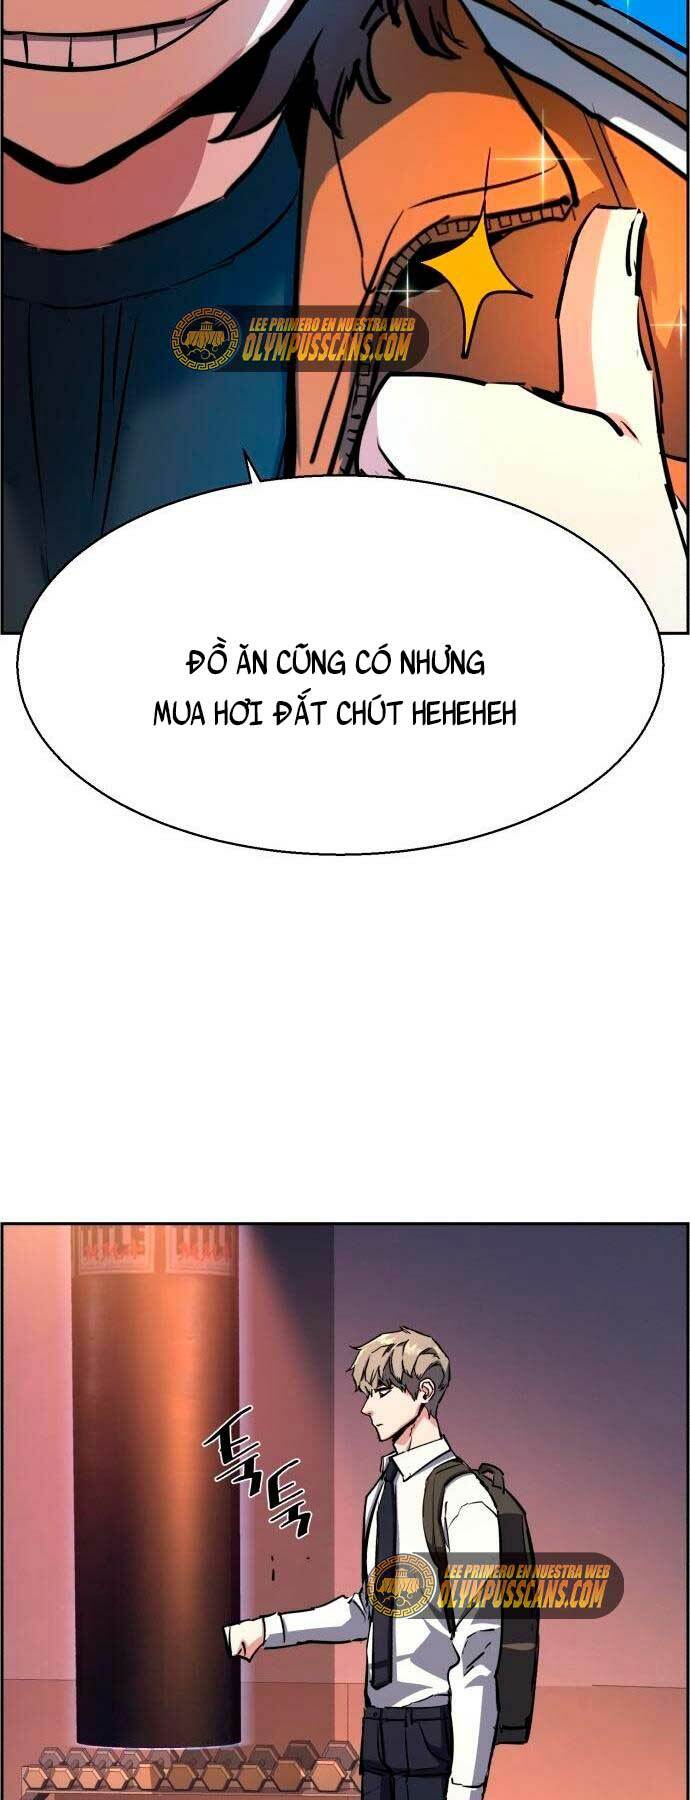 LEE PRIMERO EN NUESTRA WEB
OLYMPUSSCANS.COM
ĐỒ ĂN CŨNG CÓ NHƯNG
MUA HƠI ĐẮT CHÚT HEHEHEH
툭툭
LEE PRIMERO EN NUESTRA WEB
OLYMPUSSCANS.COM